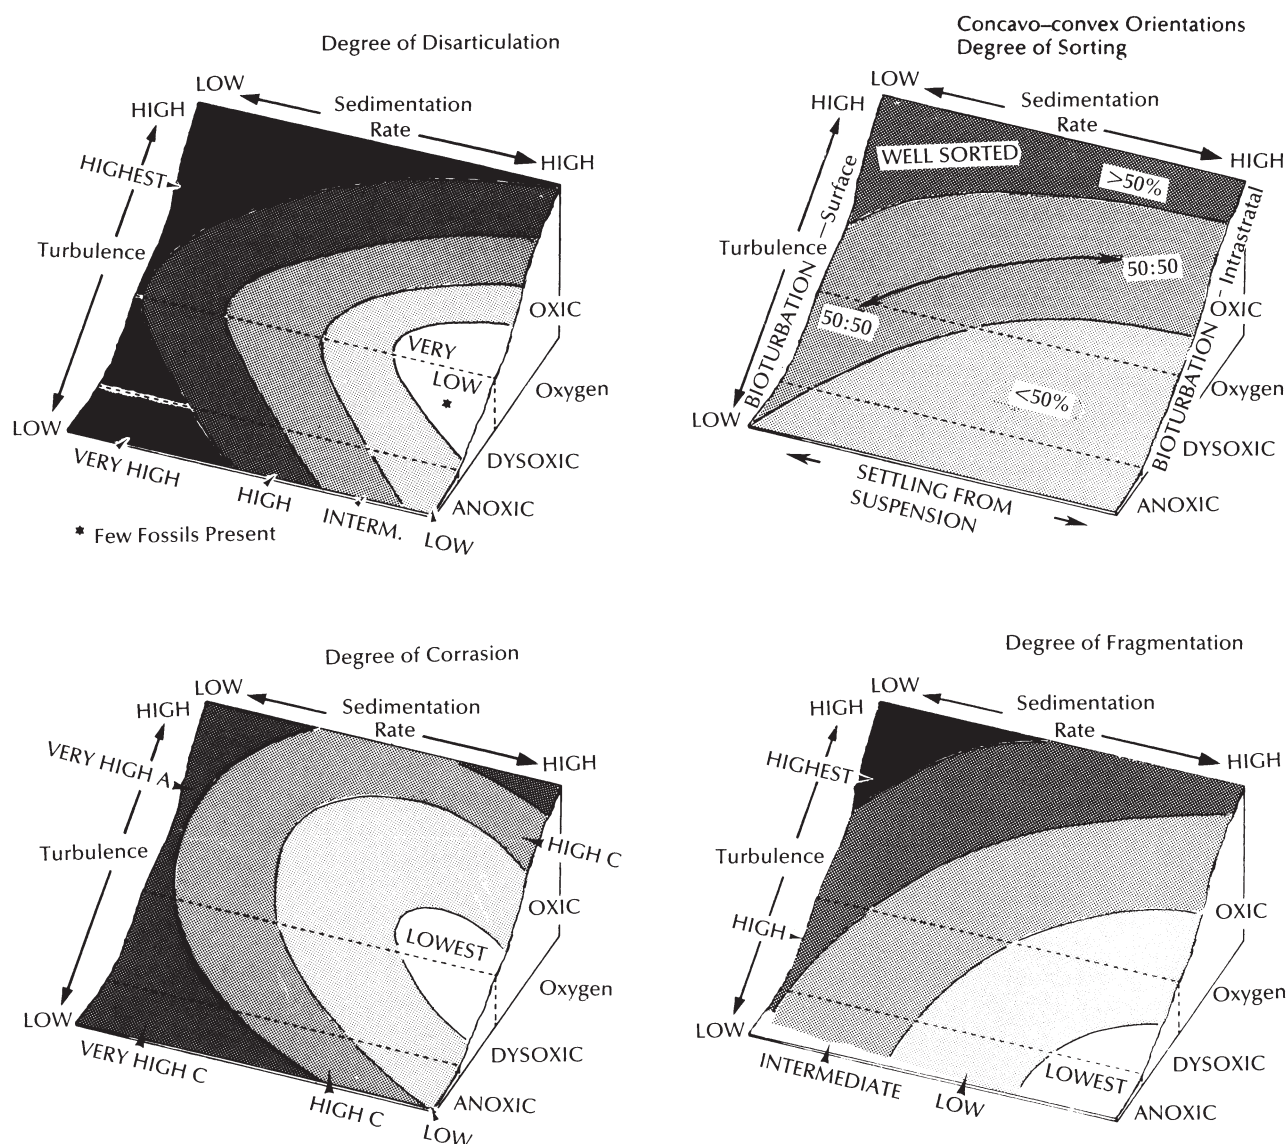 Degree of Disarticulation
LOW
HIGH
Sedimentation
Rate
HIGH
HIGHEST
Turbulence
VERY
LOW
*
OXIC
Oxygen
LOW
DYSOXIC
VERY HIGH
HIGH
INTERM.
ANOXIC
LOW
* Few Fossils Present
Concavo–convex Orientations
Degree of Sorting
LOW
HIGH
Sedimentation
Rate
HIGH
WELL SORTED
>50%
Turbulence
BIOTURBATION — Surface
50:50
50:50
BIOTURBATION — Intrastratal
OXIC
<50%
Oxygen
LOW
DYSOXIC
SETTLING FROM
SUSPENSION
ANOXIC
Degree of Corrasion
LOW
HIGH
Sedimentation
Rate
HIGH
VERY HIGH A
Turbulence
HIGH C
OXIC
LOWEST
Oxygen
LOW
DYSOXIC
VERY HIGH C
HIGH C
ANOXIC
LOW
Degree of Fragmentation
LOW
HIGH
Sedimentation
Rate
HIGH
HIGHEST
Turbulence
OXIC
HIGH
Oxygen
LOW
DYSOXIC
INTERMEDIATE
LOW
LOWEST
ANOXIC